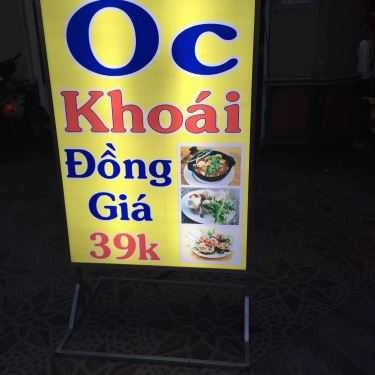 Oc
Khoái
Đồng
Giá
39k